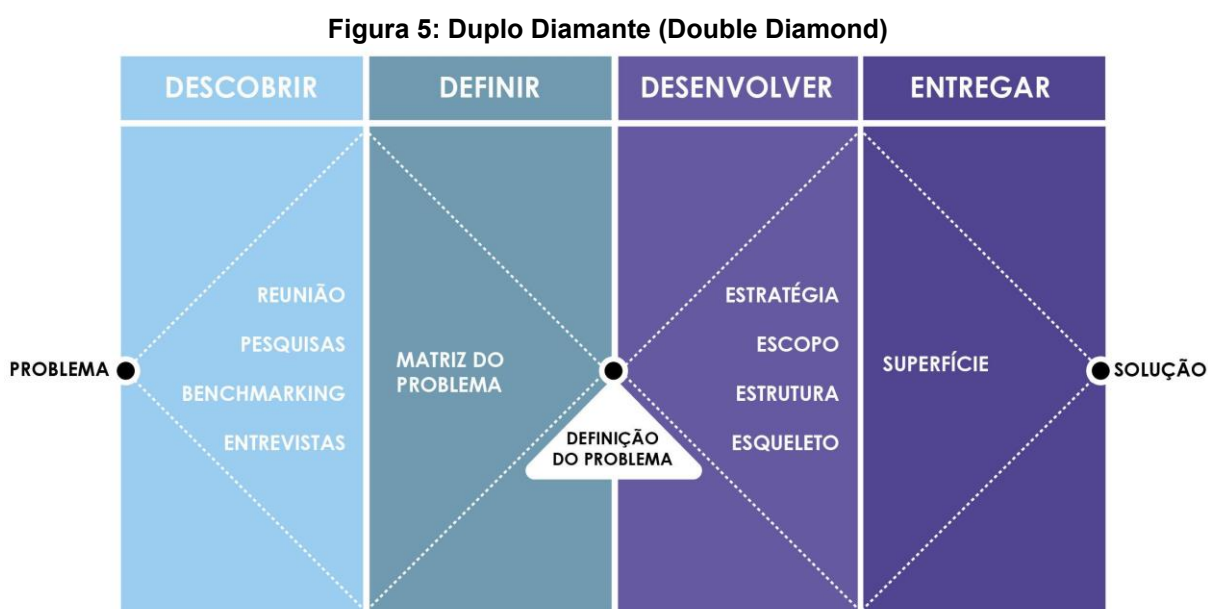 Figura 5: Duplo Diamante (Double Diamond)
DESCOBRIR
DEFINIR
DESENVOLVER
ENTREGAR
PROBLEMA
REUNIÃO
PESQUISAS
BENCHMARKING
ENTREVISTAS
MATRIZ DO
PROBLEMA
DEFINIÇÃO
DO PROBLEMA
ESTRATÉGIA
ESCOPO
ESTRUTURA
ESQUELETO
SUPERFÍCIE
SOLUÇÃO